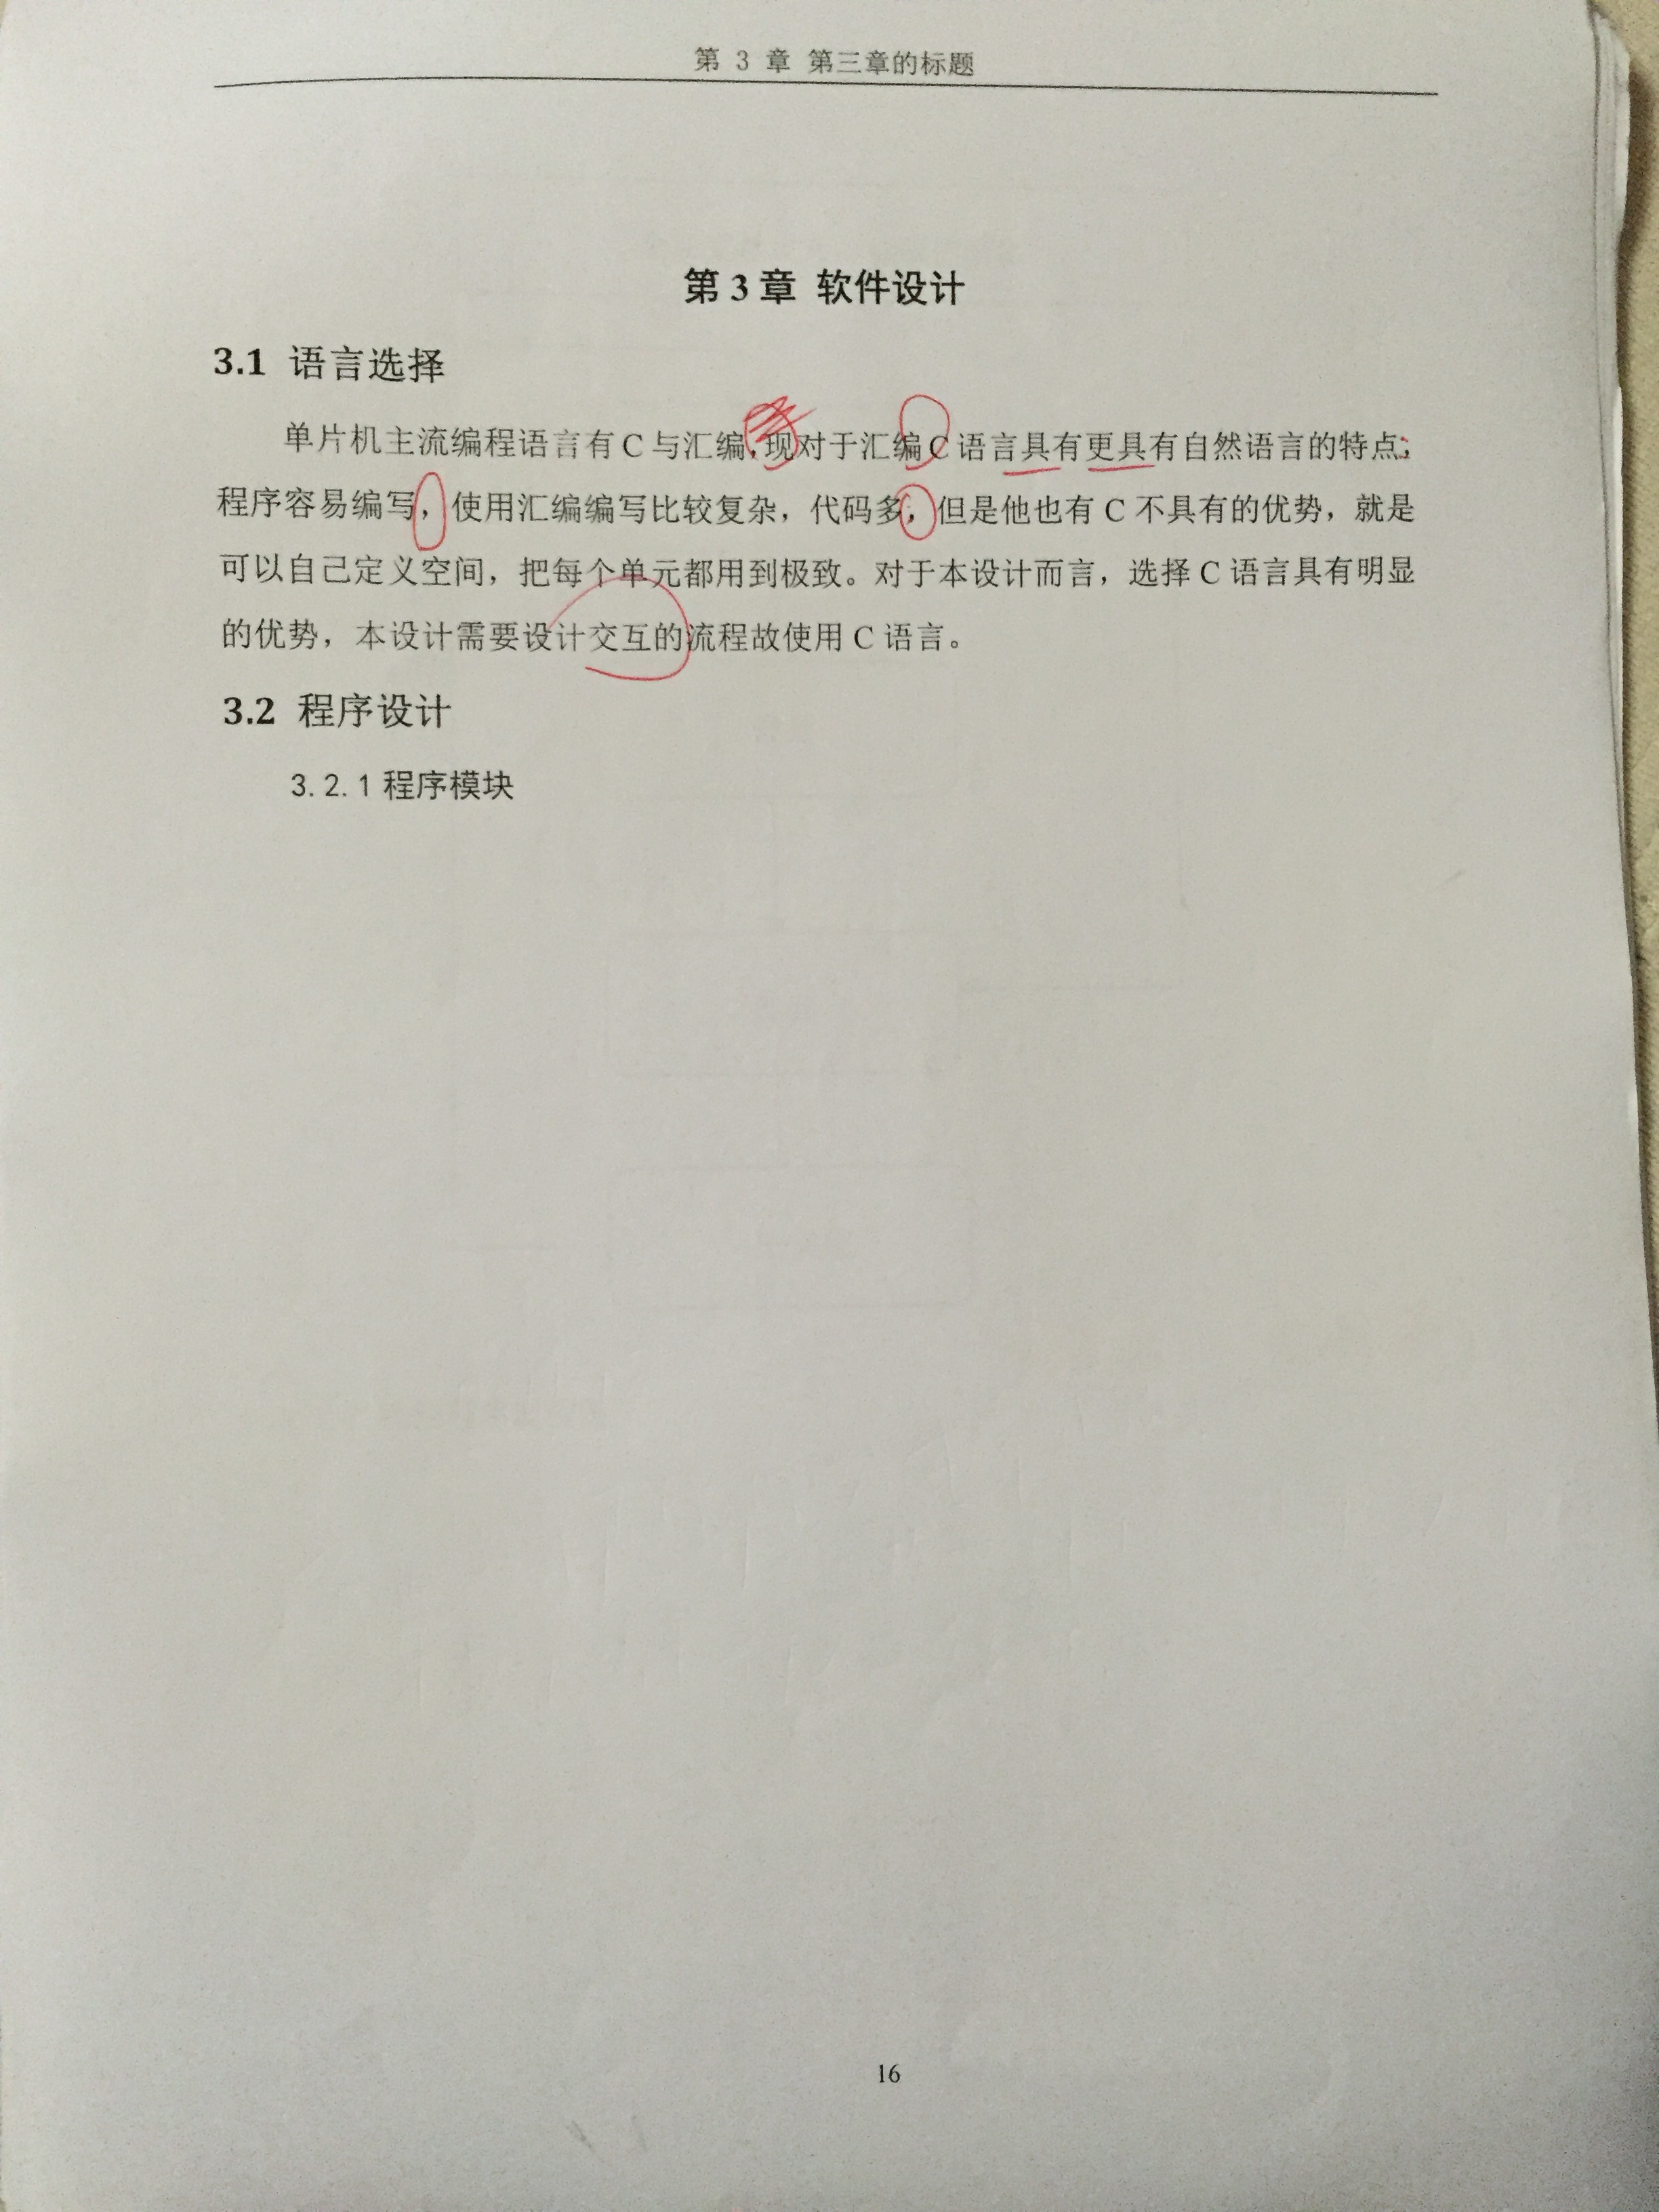 第 3 章 第三章的标题
第 3 章 软件设计
3.1 语言选择
单片机主流编程语言有 C 与汇编,现对于汇编 C 语言具有更具有自然语言的特点;
程序容易编写，使用汇编编写比较复杂，代码多，但是他也有 C 不具有的优势，就是
可以自己定义空间，把每个单元都用到极致。对于本设计而言，选择 C 语言具有明显
的优势，本设计需要设计交互的流程故使用 C 语言。
3.2 程序设计
3.2.1 程序模块
16